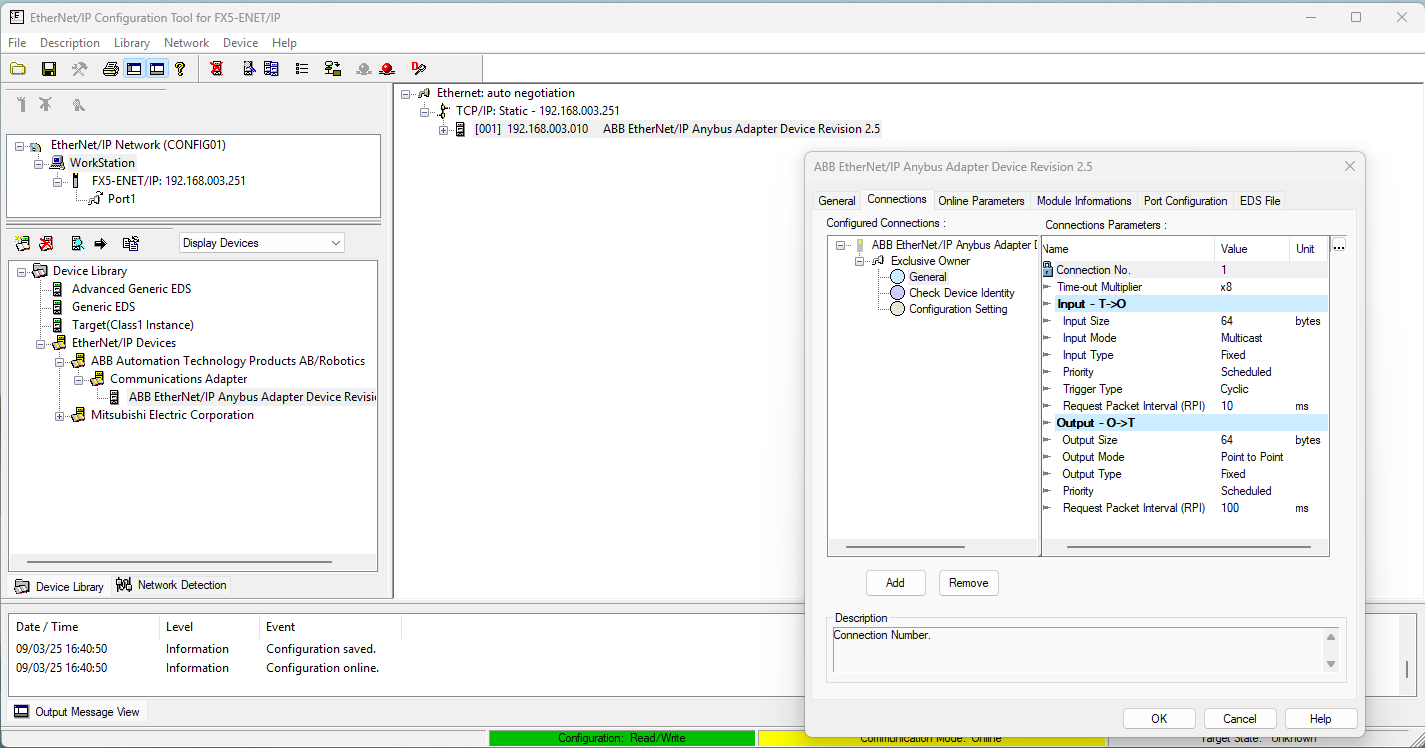 EtherNet/IP Configuration Tool for FX5-ENET/IP
File Description Library Network Device Help
EtherNet/IP Network (CONFIG01)
WorkStation
FX5-ENET/IP: 192.168.003.251
Port1
Display Devices
Device Library
Advanced Generic EDS
Generic EDS
Target(Class1 Instance)
EtherNet/IP Devices
ABB Automation Technology Products AB/Robotics
Communications Adapter
ABB EtherNet/IP Anybus Adapter Device Revisi
Mitsubishi Electric Corporation
Device Library Network Detection
Ethernet: auto negotiation
TCP/IP: Static - 192.168.003.251
[001] 192.168.003.010 ABB EtherNet/IP Anybus Adapter Device Revision 2.5
ABB EtherNet/IP Anybus Adapter Device Revision 2.5
General Connections Online Parameters Module Informations Port Configuration EDS File
Configured Connections :
ABB EtherNet/IP Anybus Adapter [
Exclusive Owner
General
Check Device Identity
Configuration Setting
Connections Parameters :
Name Value Unit
...
Connection No. 1
Time-out Multiplier x8
Input - T->O
Input Size 64 bytes
Input Mode Multicast
Input Type Fixed
Priority Scheduled
Trigger Type Cyclic
Request Packet Interval (RPI) 10 ms
Output - O->T
Output Size 64 bytes
Output Mode Point to Point
Output Type Fixed
Priority Scheduled
Request Packet Interval (RPI) 100 ms
Add Remove
Description
Connection Number.
OK Cancel Help
Date / Time Level Event
09/03/25 16:40:50 Information Configuration saved.
09/03/25 16:40:50 Information Configuration online.
Output Message View
Configuration: Read/Write Communication Mode: Online Target State: Unknown